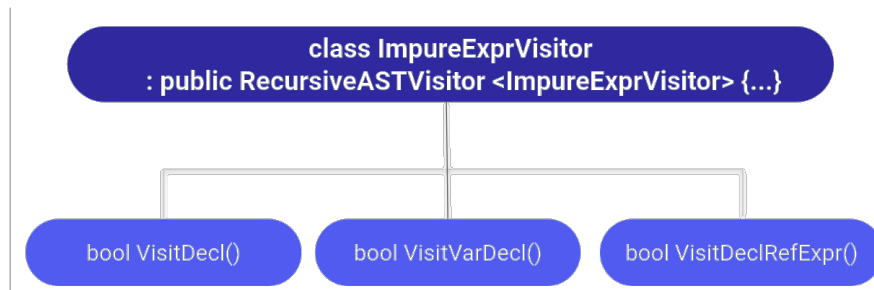 class ImpureExprVisitor
: public RecursiveASTVisitor <ImpureExprVisitor> {...}
bool VisitDecl()
bool VisitVarDecl()
bool VisitDeclRefExpr()